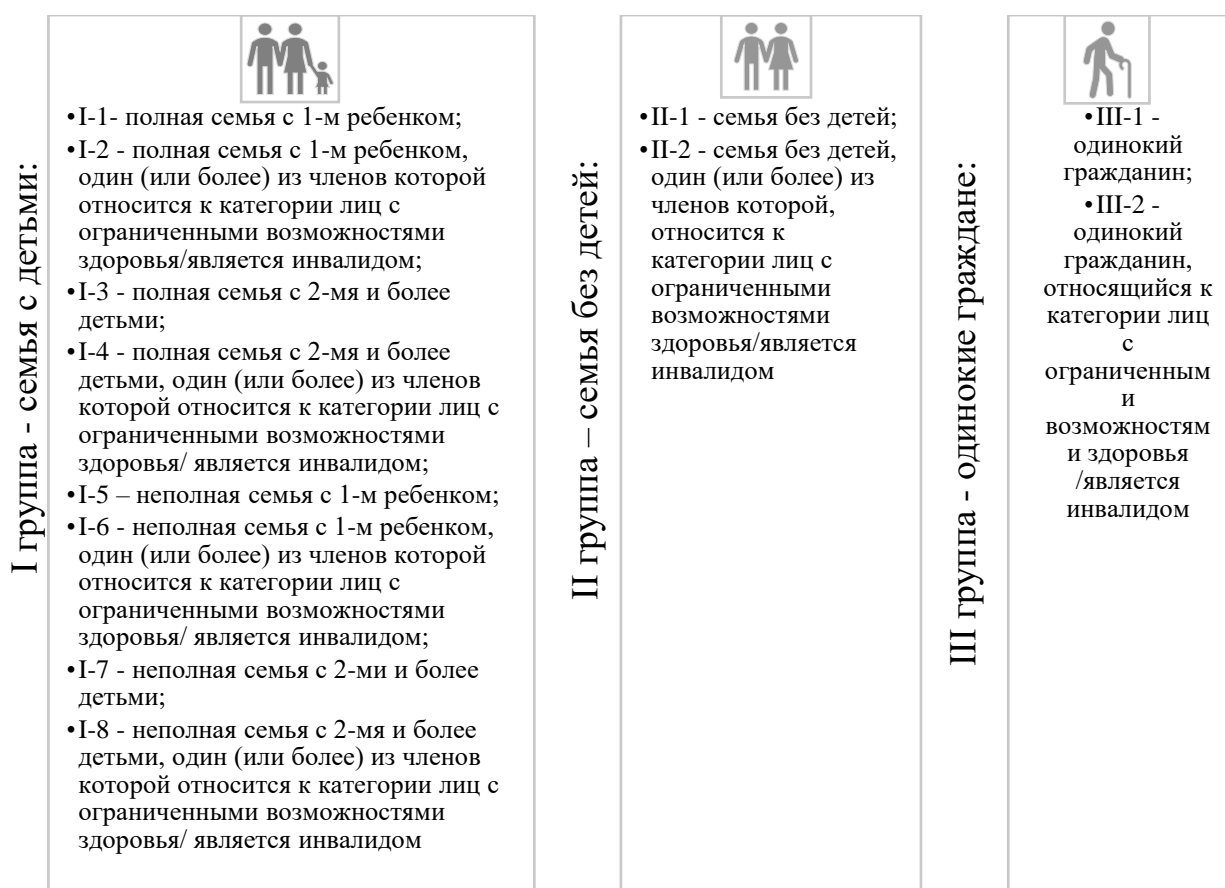 I группа - семья с детьми:
•I-1- полная семья с 1-м ребенком;
•I-2 - полная семья с 1-м ребенком,
один (или более) из членов которой
относится к категории лиц с
ограниченными возможностями
здоровья/является инвалидом;
•I-3 - полная семья с 2-мя и более
детьми;
•I-4 - полная семья с 2-мя и более
детьми, один (или более) из членов
которой относится к категории лиц с
ограниченными возможностями
здоровья/ является инвалидом;
•I-5 – неполная семья с 1-м ребенком;
•I-6 - неполная семья с 1-м ребенком,
один (или более) из членов которой
относится к категории лиц с
ограниченными возможностями
здоровья/ является инвалидом;
•I-7 - неполная семья с 2-ми и более
детьми;
•I-8 - неполная семья с 2-мя и более
детьми, один (или более) из членов
которой относится к категории лиц с
ограниченными возможностями
здоровья/ является инвалидом
II группа – семья без детей:
•II-1 - семья без детей;
•II-2 - семья без детей,
один (или более) из
членов которой,
относится к
категории лиц с
ограниченными
возможностями
здоровья/является
инвалидом
III группа - одинокие граждане:
•III-1 -
одинокий
гражданин;
•III-2 -
одинокий
гражданин,
относящийся к
категории лиц
с
ограниченным
и
возможностям
и здоровья
/является
инвалидом